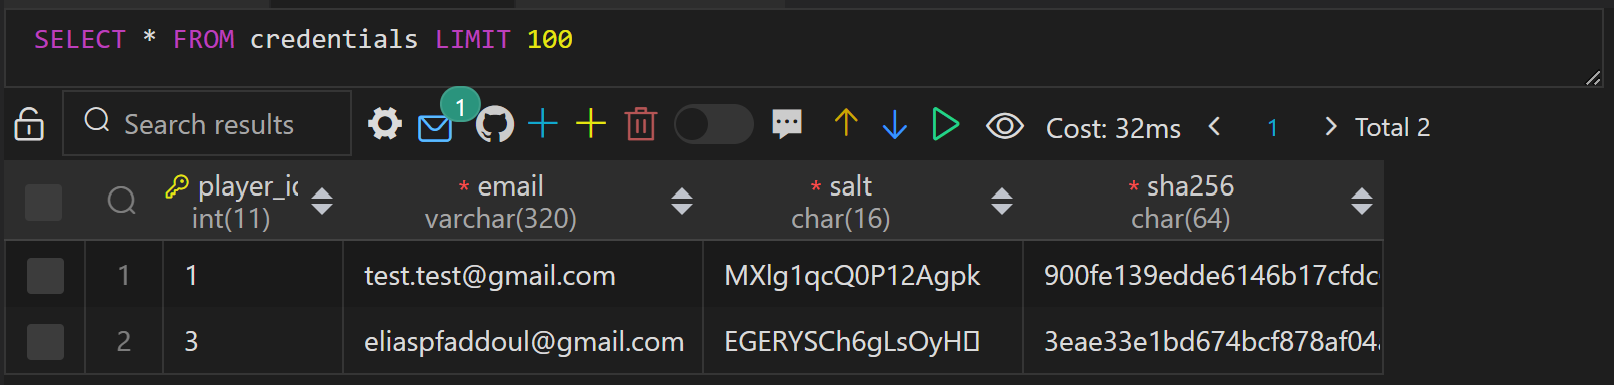 SELECT * FROM credentials LIMIT 100
Search results 1 Cost: 32ms 1 Total 2
player_ic * email * salt * sha256
int(11) varchar(320) char(16) char(64)
1 1 test.test@gmail.com MXlg1qcQ0P12Agpk 900fe139edde6146b17cfdc
2 3 eliaspfaddoul@gmail.com EGERYSCh6gLsOyH▯ 3eae33e1bd674bcf878af04